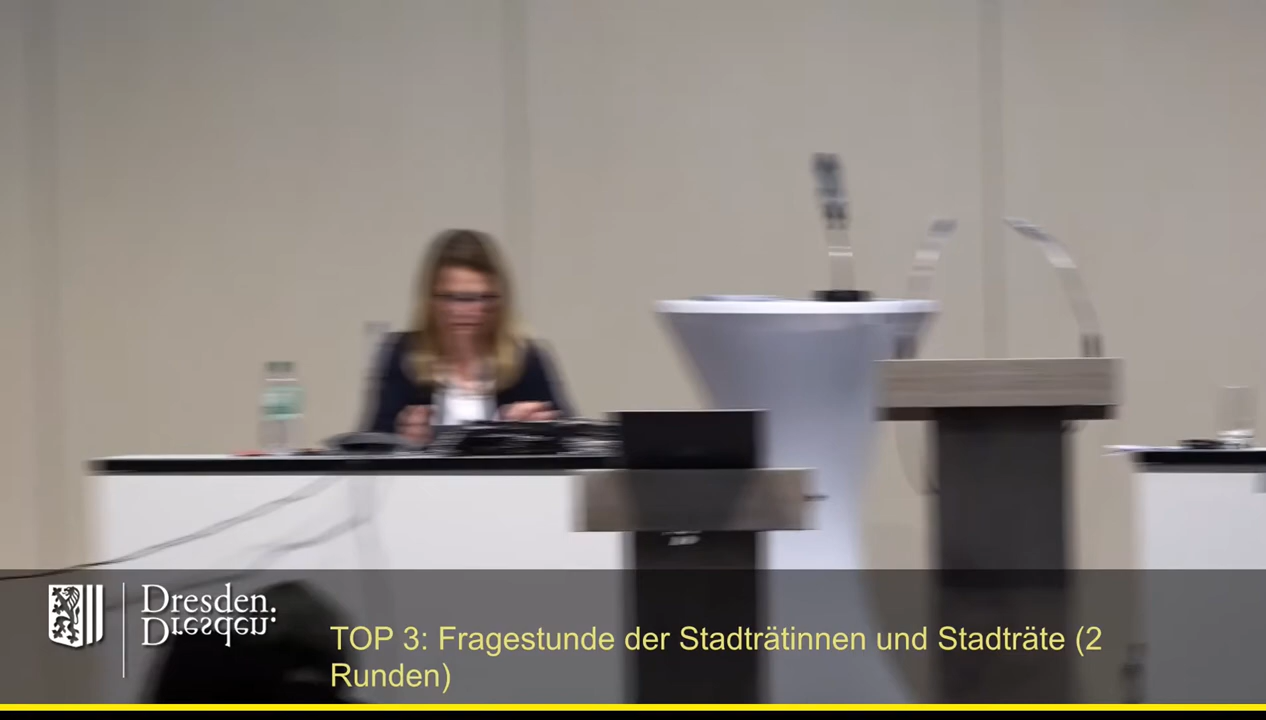 Dresden.
Dresden.
TOP 3: Fragestunde der Stadträtinnen und Stadträte (2
Runden)